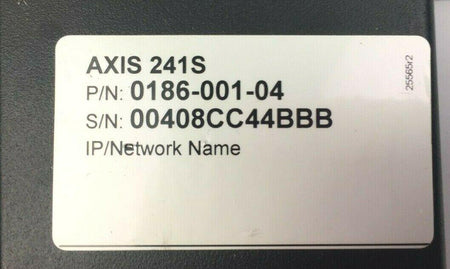 AXIS 241S
P/N: 0186-001-04
S/N: 00408CC44BBB
IP/Network Name
25565r2